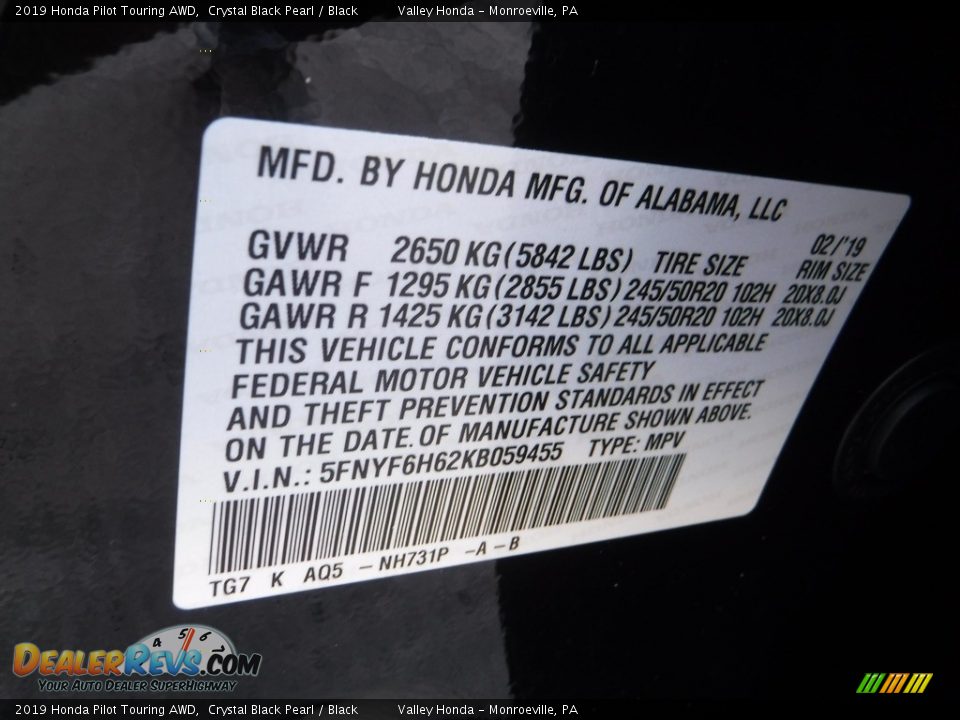 2019 Honda Pilot Touring AWD, Crystal Black Pearl / Black Valley Honda - Monroeville, PA
MFD. BY HONDA MFG. OF ALABAMA, LLC
02/'19
GVWR 2650 KG (5842 LBS) TIRE SIZE RIM SIZE
GAWR F 1295 KG (2855 LBS) 245/50R20 102H 20X8.0J
GAWR R 1425 KG (3142 LBS) 245/50R20 102H 20X8.0J
THIS VEHICLE CONFORMS TO ALL APPLICABLE
FEDERAL MOTOR VEHICLE SAFETY
AND THEFT PREVENTION STANDARDS IN EFFECT
ON THE DATE OF MANUFACTURE SHOWN ABOVE.
V.I.N.: 5FNYF6H62KB059455 TYPE: MPV
TG7 K AQ5 -NH731P -A-B
4 5 6
DEALERREVS.COM
YOUR AUTO DEALER SUPERHIGHWAY
2019 Honda Pilot Touring AWD, Crystal Black Pearl / Black Valley Honda - Monroeville, PA